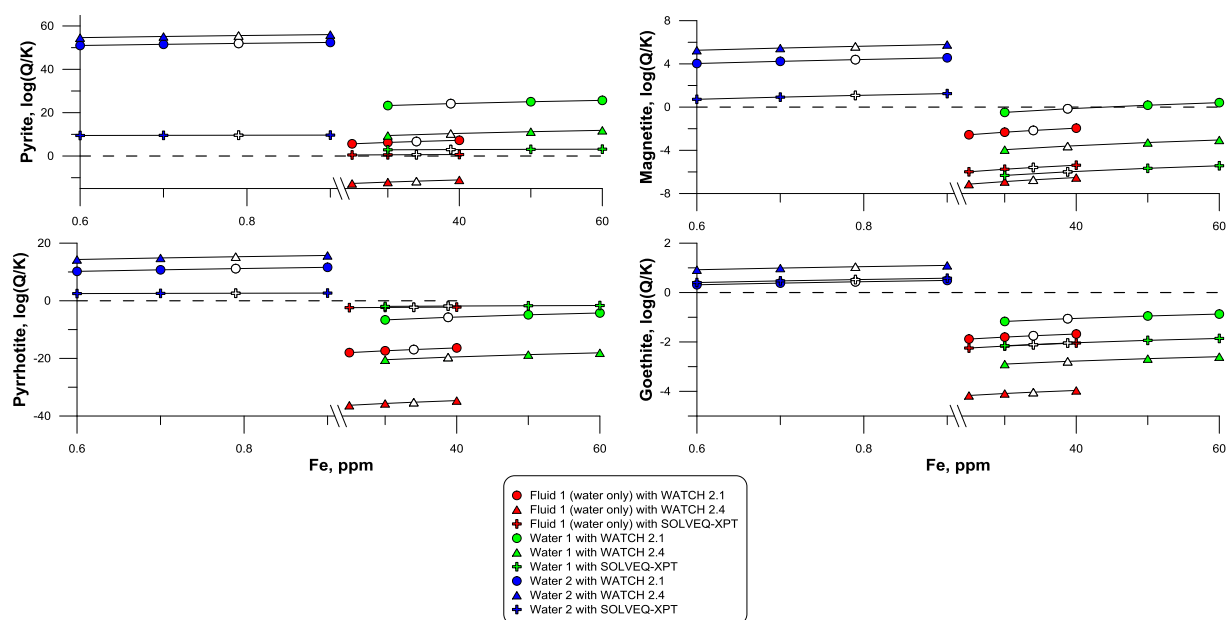 Pyrite, log(Q/K)
60
40
20
0
0.6
0.8
40
60
Magnetite, log(Q/K)
8
4
0
-4
-8
0.6
0.8
40
60
Pyrrhotite, log(Q/K)
20
0
-20
-40
0.6
0.8
40
60
Fe, ppm
Goethite, log(Q/K)
2
0
-2
-4
0.6
0.8
40
60
Fe, ppm
Fluid 1 (water only) with WATCH 2.1
Fluid 1 (water only) with WATCH 2.4
Fluid 1 (water only) with SOLVEQ-XPT
Water 1 with WATCH 2.1
Water 1 with WATCH 2.4
Water 1 with SOLVEQ-XPT
Water 2 with WATCH 2.1
Water 2 with WATCH 2.4
Water 2 with SOLVEQ-XPT